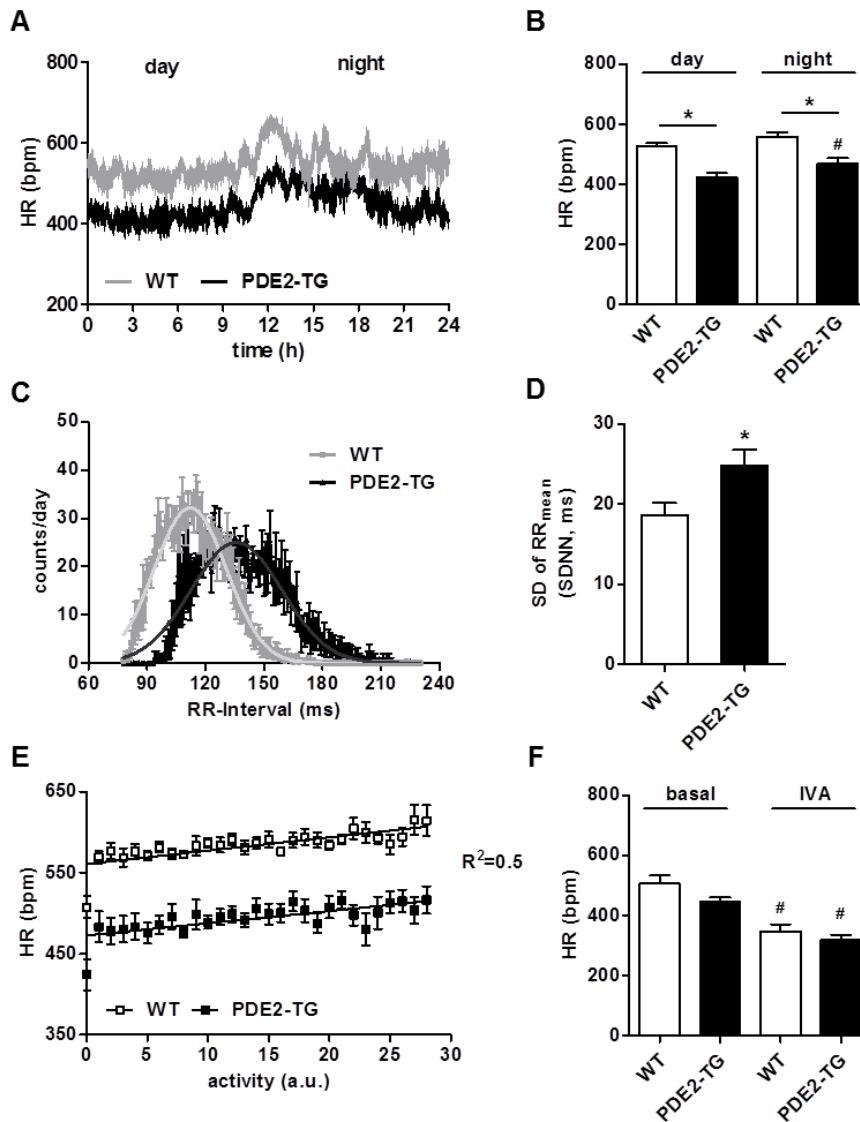 A
800
600
400
200
HR (bpm)
day night
WT PDE2-TG
0 3 6 9 12 15 18 21 24
time (h)
B
day night
800
600
400
200
0
HR (bpm)
* *
#
WT PDE2-TG WT PDE2-TG
C
50
40
30
20
10
0
counts/day
WT
PDE2-TG
60 90 120 150 180 210 240
RR-Interval (ms)
D
30
20
10
0
SD of RRmean
(SDNN, ms)
*
WT PDE2-TG
E
650
550
450
350
HR (bpm)
R²=0.5
WT PDE2-TG
0 5 10 15 20 25 30
activity (a.u.)
F
basal IVA
800
600
400
200
0
HR (bpm)
# #
WT PDE2-TG WT PDE2-TG